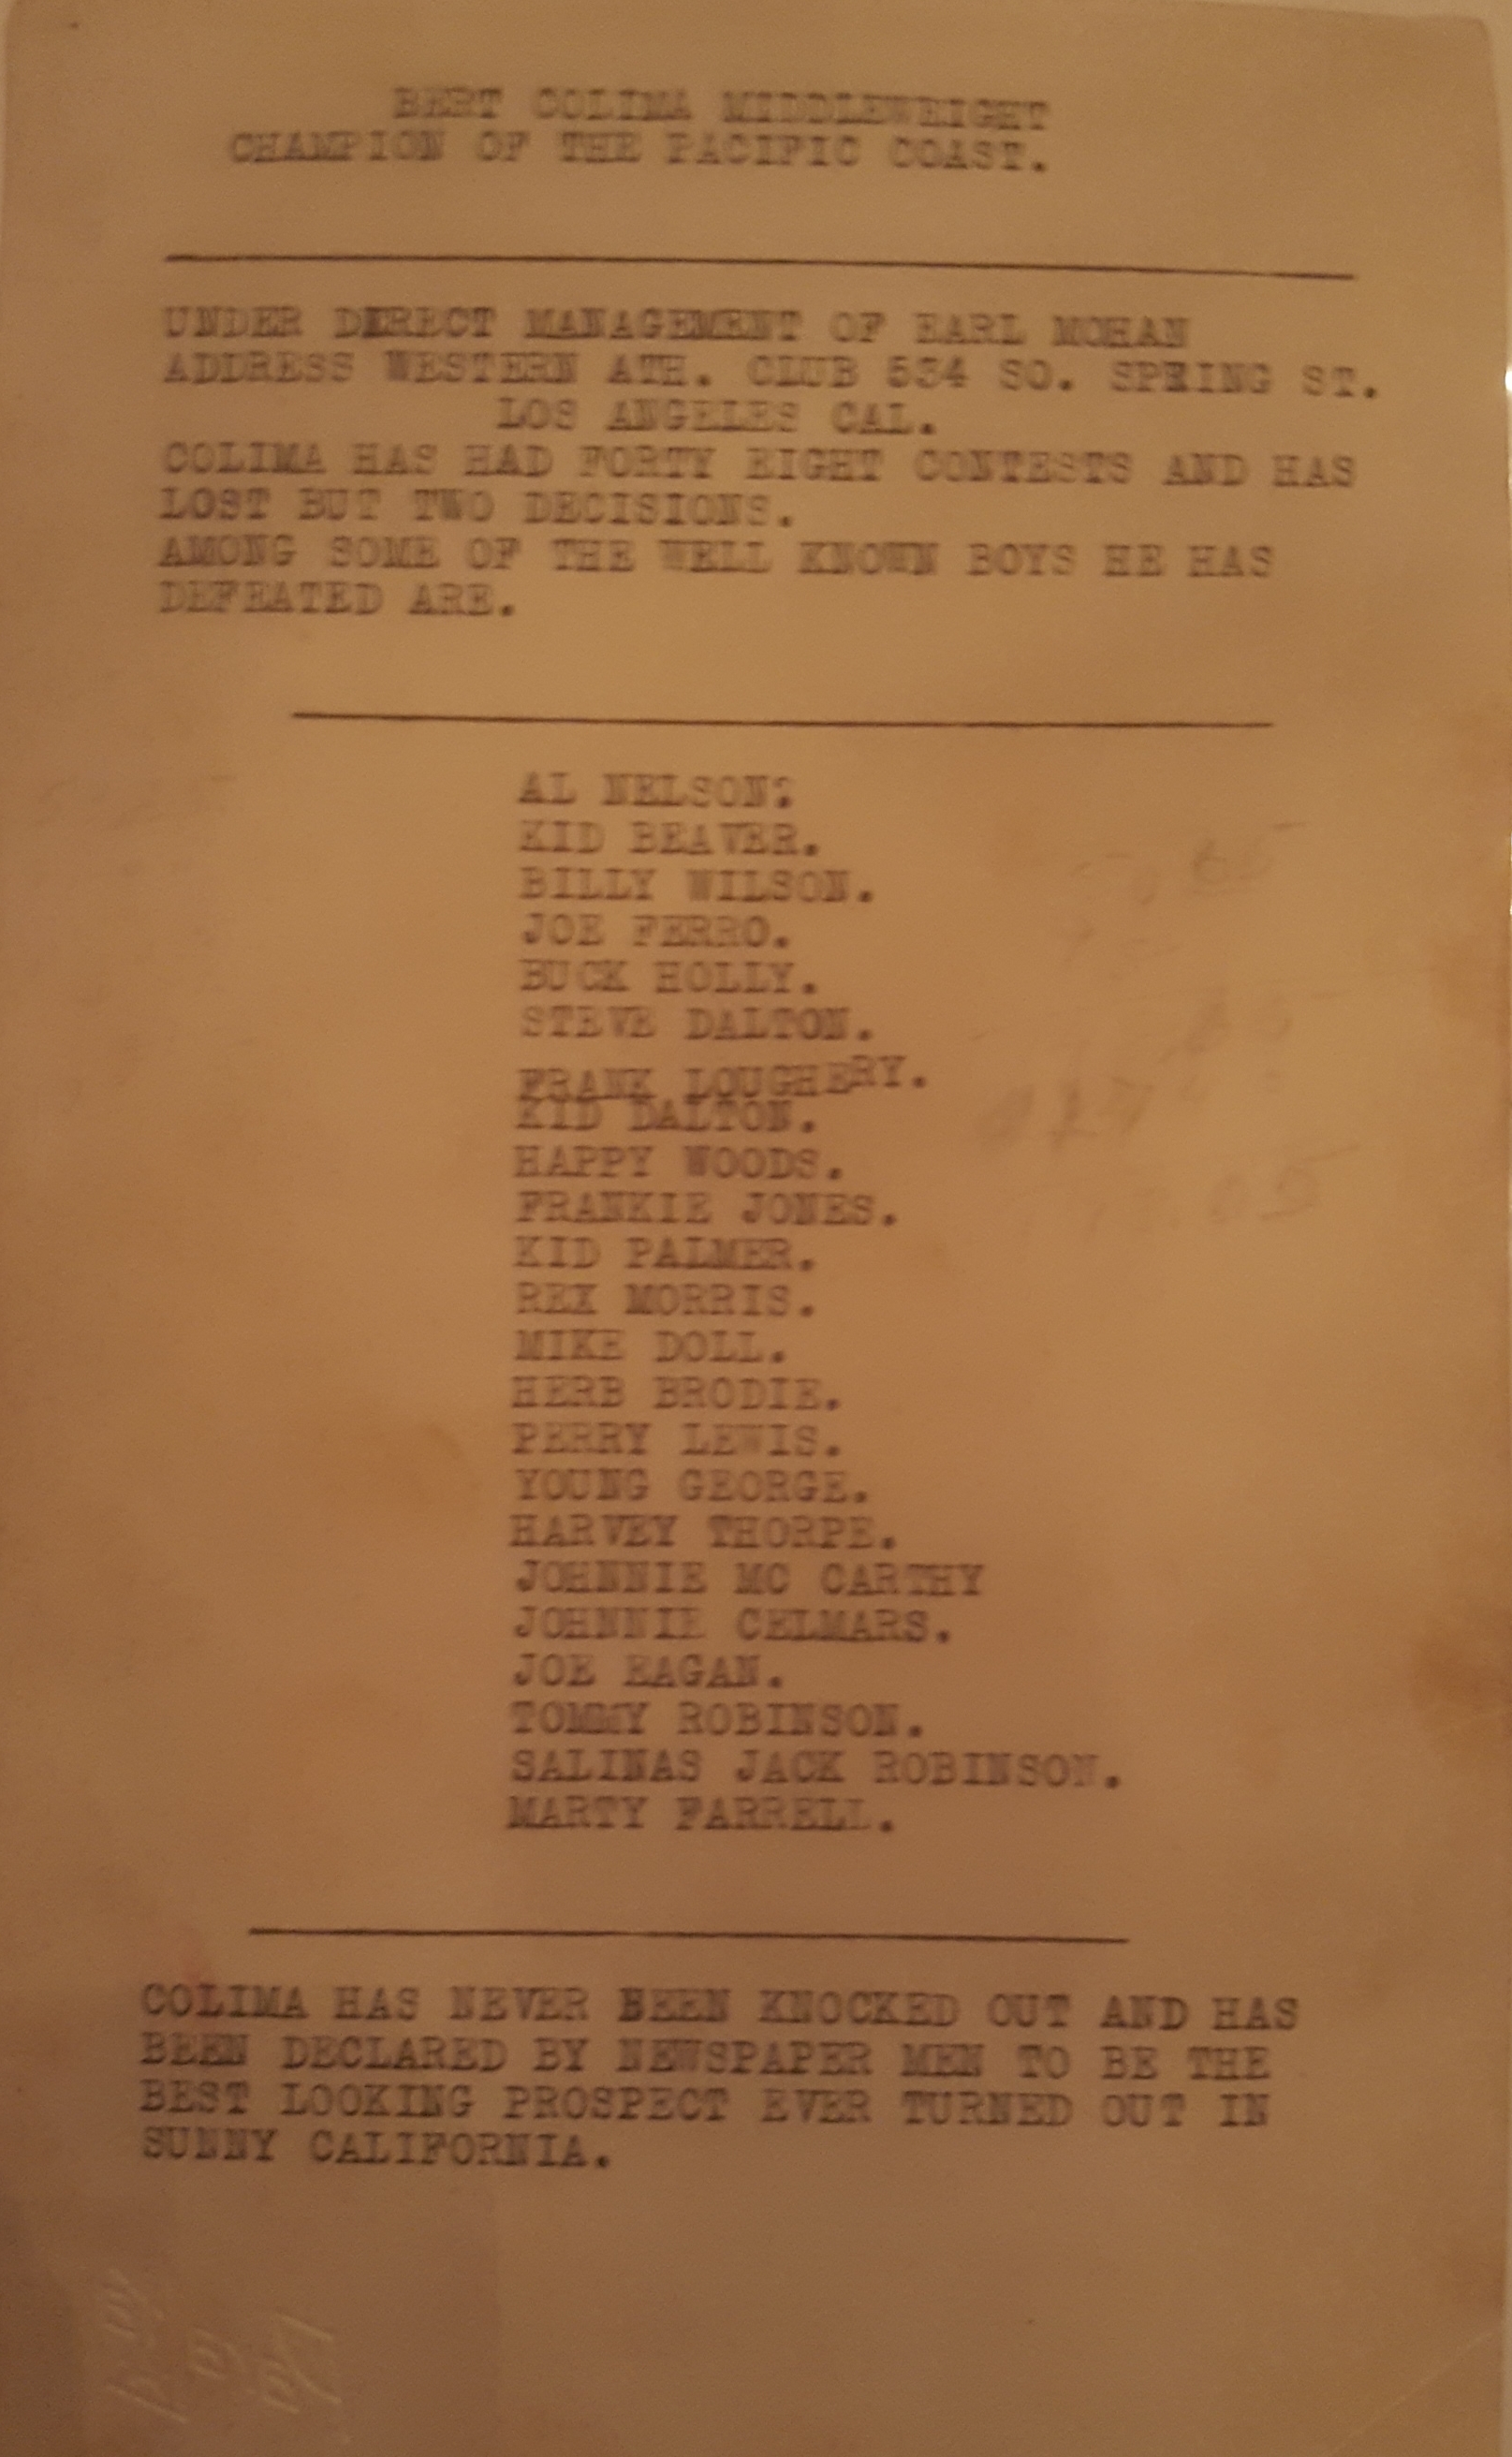 BERT COLIMA MIDDLEWEIGHT
CHAMPION OF THE PACIFIC COAST.
UNDER DIRECT MANAGEMENT OF EARL MOHAN
ADDRESS WESTERN ATH. CLUB 534 SO. SPRING ST.
LOS ANGELES CAL.
COLIMA HAS HAD FORTY EIGHT CONTESTS AND HAS
LOST BUT TWO DECISIONS.
AMONG SOME OF THE WELL KNOWN BOYS HE HAS
DEFEATED ARE.
AL NELSON:
KID BEAVER.
BILLY WILSON.
JOE FERRO.
BUCK HOLLY.
STEVE DALTON.
FRANK LOUGHERY.
KID DALTON.
HAPPY WOODS.
FRANKIE JONES.
KID PALMER.
REX MORRIS.
MIKE DOLL.
HERB BRODIE.
PERRY LEWIS.
YOUNG GEORGE.
HARVEY THORPE.
JOHNNIE MC CARTHY
JOHNNIE CELMARS.
JOE EAGAN.
TOMMY ROBINSON.
SALINAS JACK ROBINSON.
MARTY FARRELL.
COLIMA HAS NEVER BEEN KNOCKED OUT AND HAS
BEEN DECLARED BY NEWSPAPER MEN TO BE THE
BEST LOOKING PROSPECT EVER TURNED OUT IN
SUNNY CALIFORNIA.